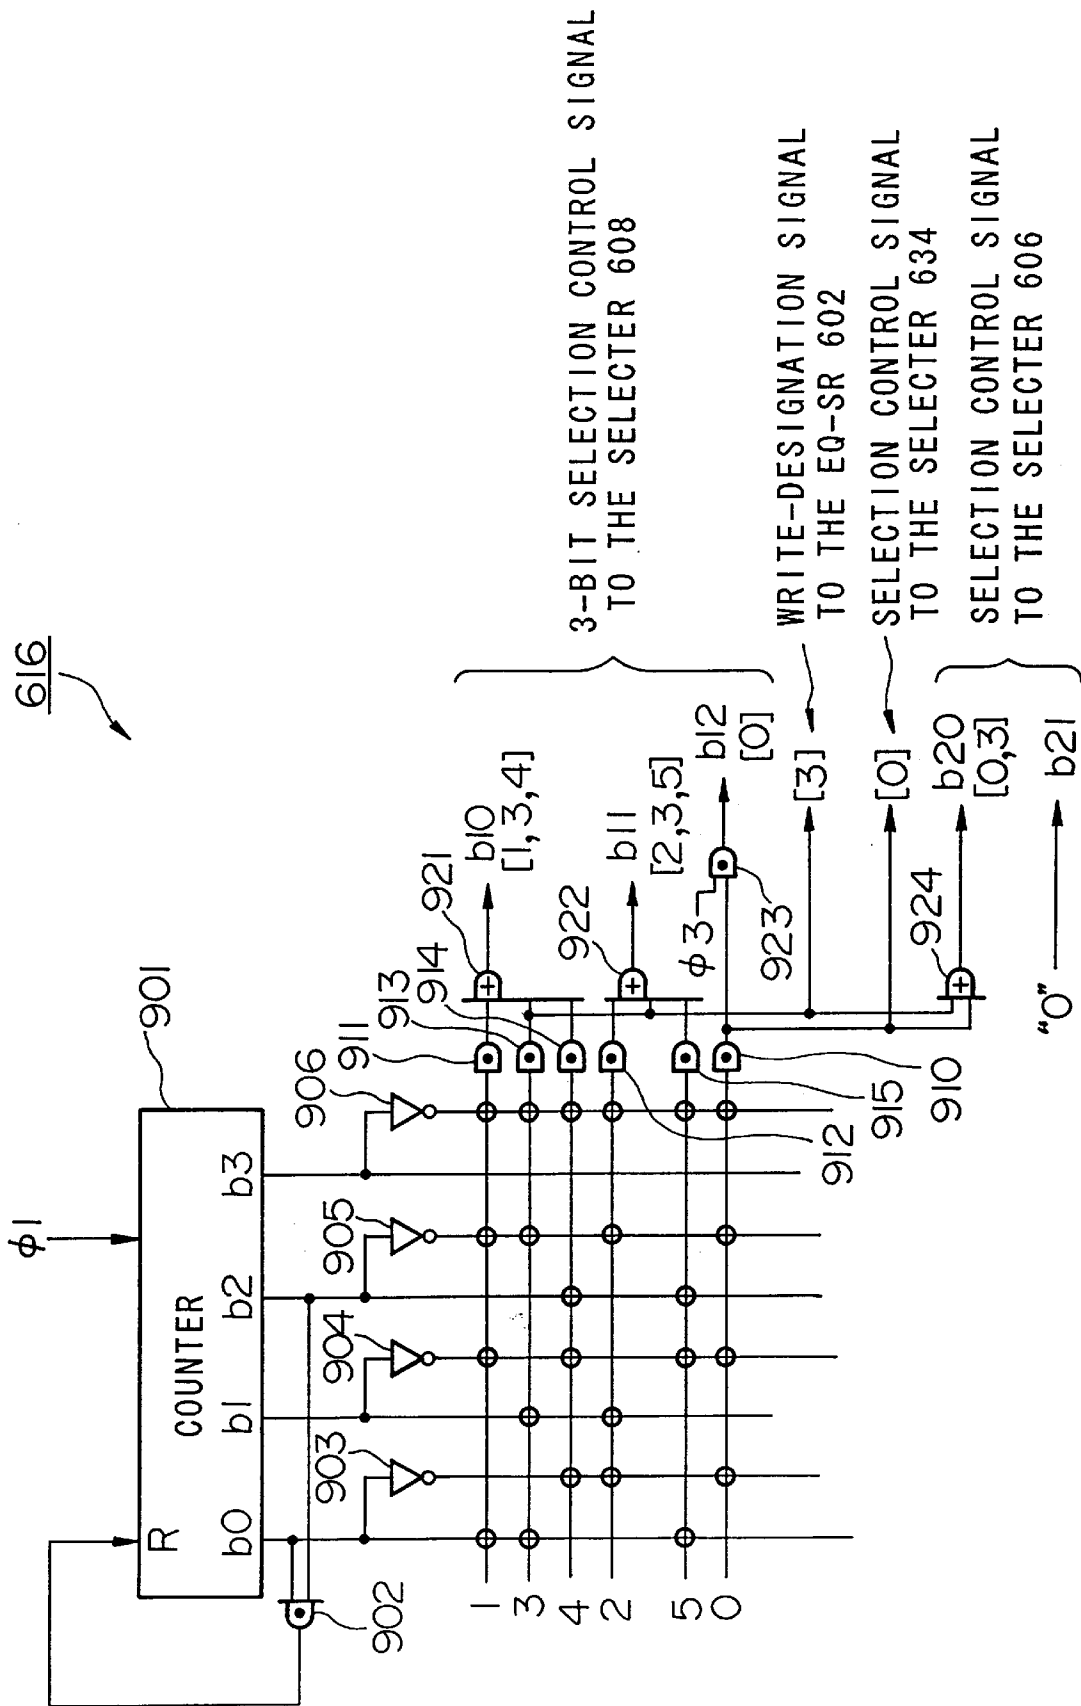 616
φ1
901
R
COUNTER
b0
b1
b2
b3
902
903
904
905
906
1
3
4
2
5
0
911
913
914
912
915
910
921
922
φ3
923
924
"0"
b10
[1,3,4]
b11
[2,3,5]
b12
[0]
[3]
[0]
b20
[0,3]
b21
3-BIT SELECTION CONTROL SIGNAL
TO THE SELECTER 608
WRITE-DESIGNATION SIGNAL
TO THE EQ-SR 602
SELECTION CONTROL SIGNAL
TO THE SELECTER 634
SELECTION CONTROL SIGNAL
TO THE SELECTER 606